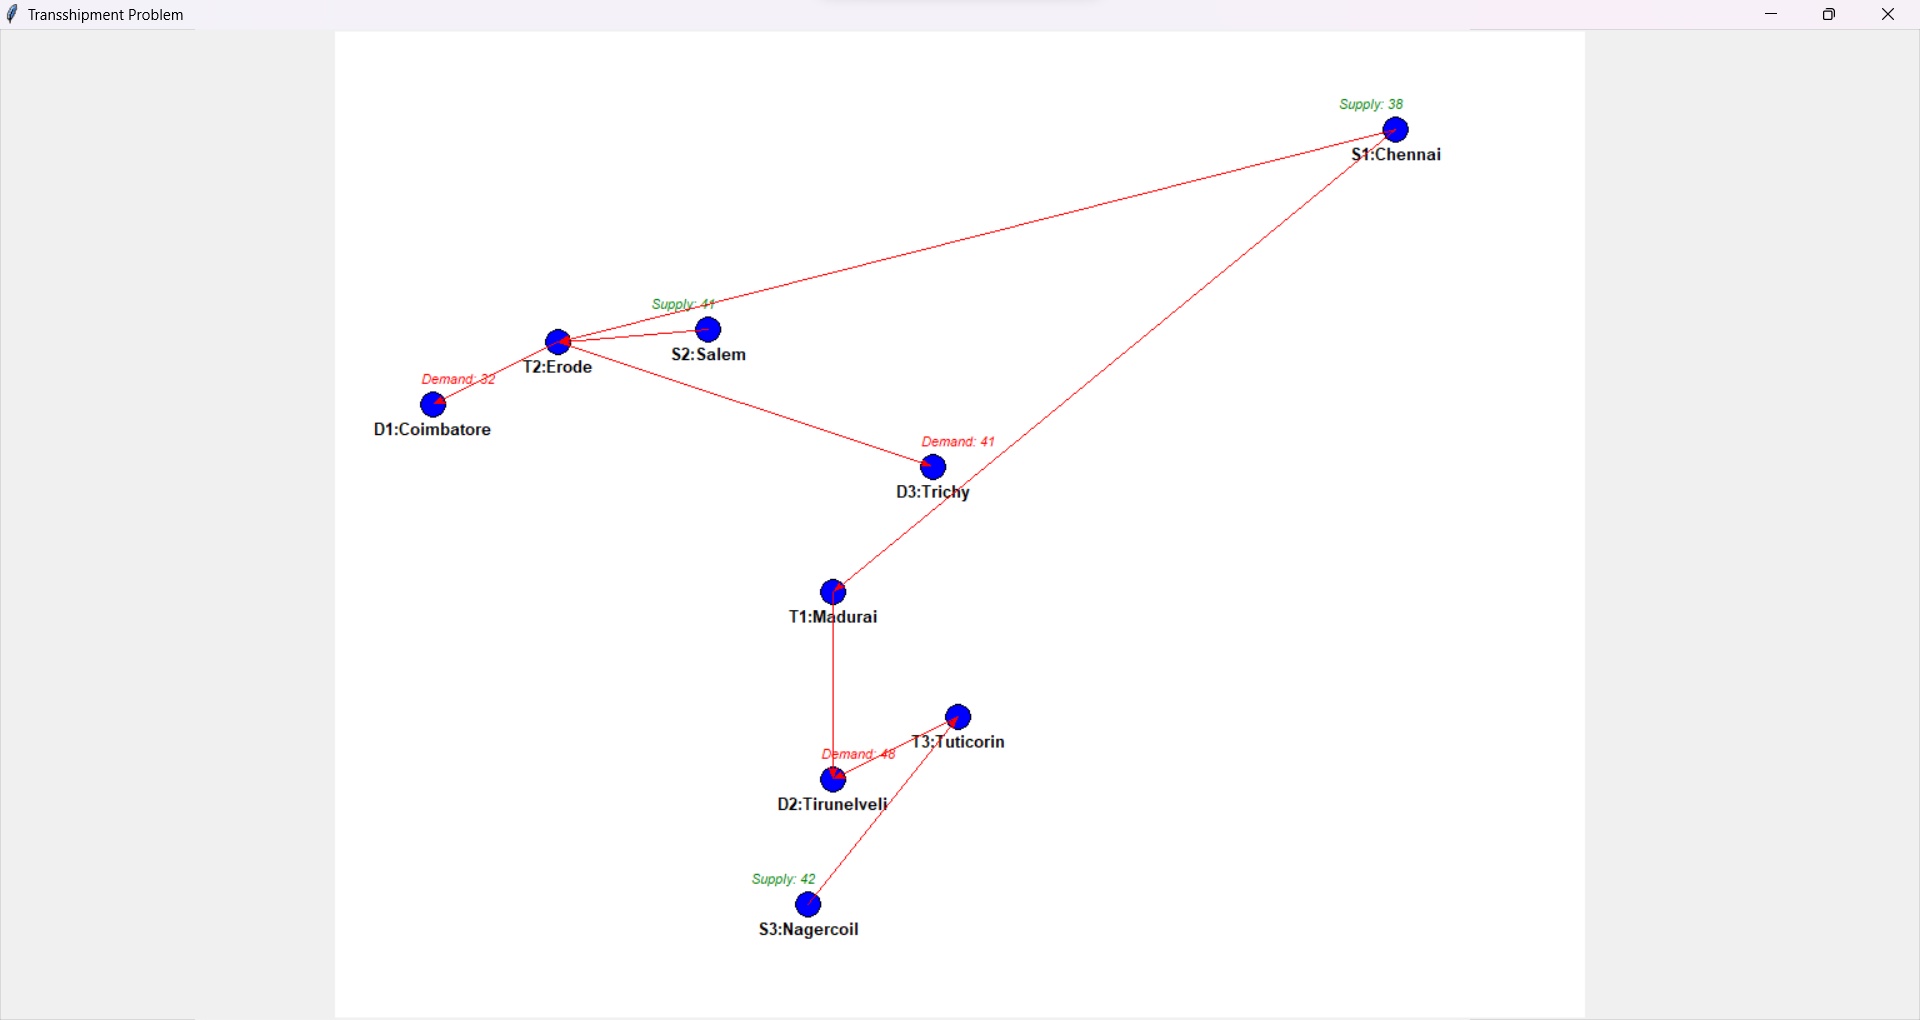 Transshipment Problem
Supply: 38
S1:Chennai
Supply: 41
S2:Salem
T2:Erode
Demand: 32
D1:Coimbatore
Demand: 41
D3:Trichy
T1:Madurai
T3:Tuticorin
Demand: 48
D2:Tirunelveli
Supply: 42
S3:Nagercoil